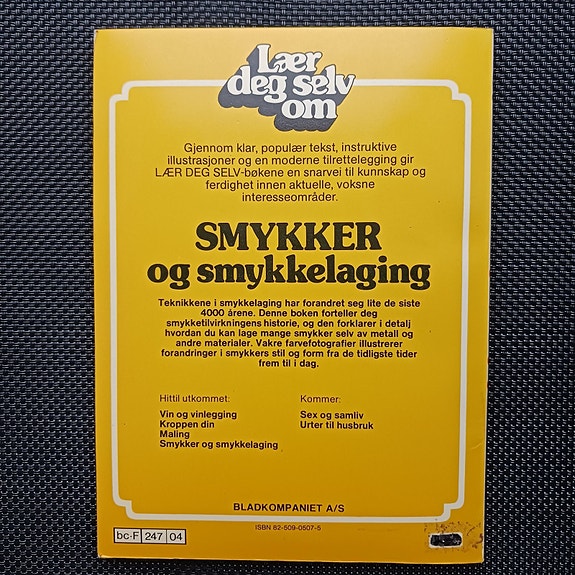 Lær
deg selv
om
Gjennom klar, populær tekst, instruktive
illustrasjoner og en moderne tilrettelegging gir
LÆR DEG SELV-bøkene en snarvei til kunnskap og
ferdighet innen aktuelle, voksne
interesseområder.
SMYKKER
og smykkelaging
Teknikkene i smykkelaging har forandret seg lite de siste
4000 årene. Denne boken forteller deg
smykketilvirkningens historie, og den forklarer i detalj
hvordan du kan lage mange smykker selv av metall og
andre materialer. Vakre farvefotografier illustrerer
forandringer i smykkers stil og form fra de tidligste tider
frem til i dag.
Hittil utkommet:
Vin og vinlegging
Kroppen din
Maling
Smykker og smykkelaging
Kommer:
Sex og samliv
Urter til husbruk
BLADKOMPANIET A/S
ISBN 82-509-0507-5
bc-F 247 04